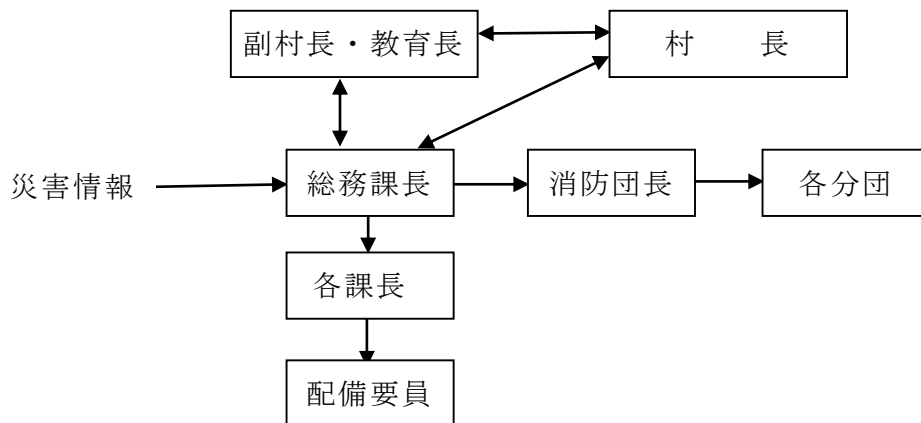 副村長・教育長
村　　長
災害情報
総務課長
消防団長
各分団
各課長
配備要員